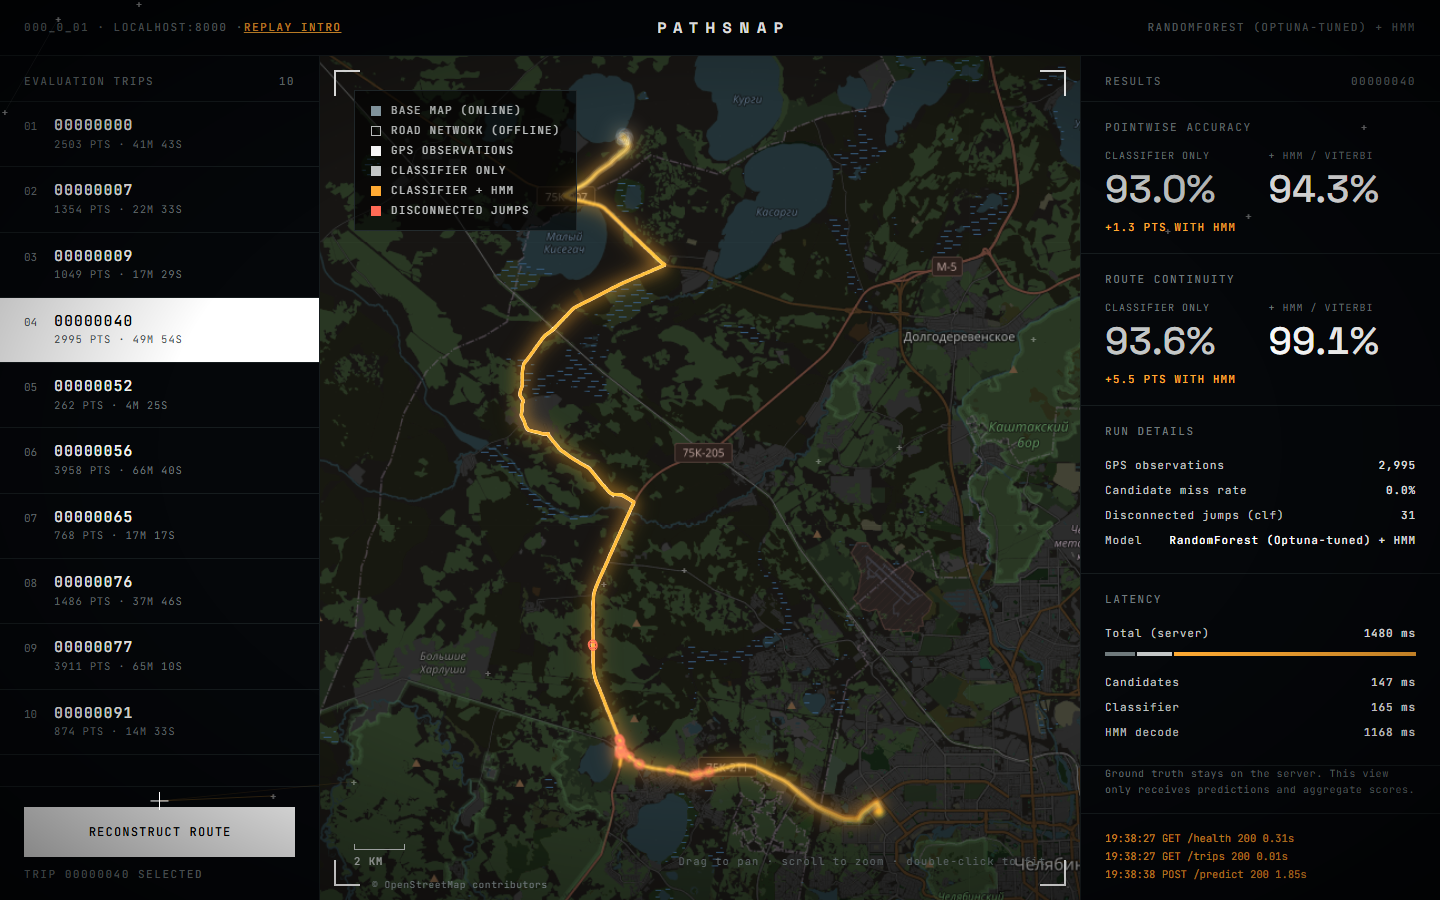 000_0_01 · LOCALHOST:8000 · REPLAY INTRO
PATHSNAP
RANDOMFOREST (OPTUNA-TUNED) + HMM
EVALUATION TRIPS 10
01 00000000
2503 PTS · 41M 43S
02 00000007
1354 PTS · 22M 33S
03 00000009
1049 PTS · 17M 29S
04 00000040
2995 PTS · 49M 54S
05 00000052
262 PTS · 4M 25S
06 00000056
3958 PTS · 66M 40S
07 00000065
768 PTS · 17M 17S
08 00000076
1486 PTS · 37M 46S
09 00000077
3911 PTS · 65M 10S
10 00000091
874 PTS · 14M 33S
RECONSTRUCT ROUTE
TRIP 00000040 SELECTED
BASE MAP (ONLINE)
ROAD NETWORK (OFFLINE)
GPS OBSERVATIONS
CLASSIFIER ONLY
CLASSIFIER + HMM
DISCONNECTED JUMPS
Курги
Касарги
Малый
Кисегач
М-5
Долгодеревенское
Каштакский
бор
75К-205
Большие
Харлуши
75К-211
2 KM
Drag to pan · scroll to zoom · double-click to
Челябин
Челябинский
© OpenStreetMap contributors
RESULTS 00000040
POINTWISE ACCURACY
CLASSIFIER ONLY + HMM / VITERBI
93.0% 94.3%
+1.3 PTS WITH HMM
ROUTE CONTINUITY
CLASSIFIER ONLY + HMM / VITERBI
93.6% 99.1%
+5.5 PTS WITH HMM
RUN DETAILS
GPS observations 2,995
Candidate miss rate 0.0%
Disconnected jumps (clf) 31
Model RandomForest (Optuna-tuned) + HMM
LATENCY
Total (server) 1480 ms
Candidates 147 ms
Classifier 165 ms
HMM decode 1168 ms
Ground truth stays on the server. This view
only receives predictions and aggregate scores.
19:38:27 GET /health 200 0.31s
19:38:27 GET /trips 200 0.01s
19:38:38 POST /predict 200 1.85s